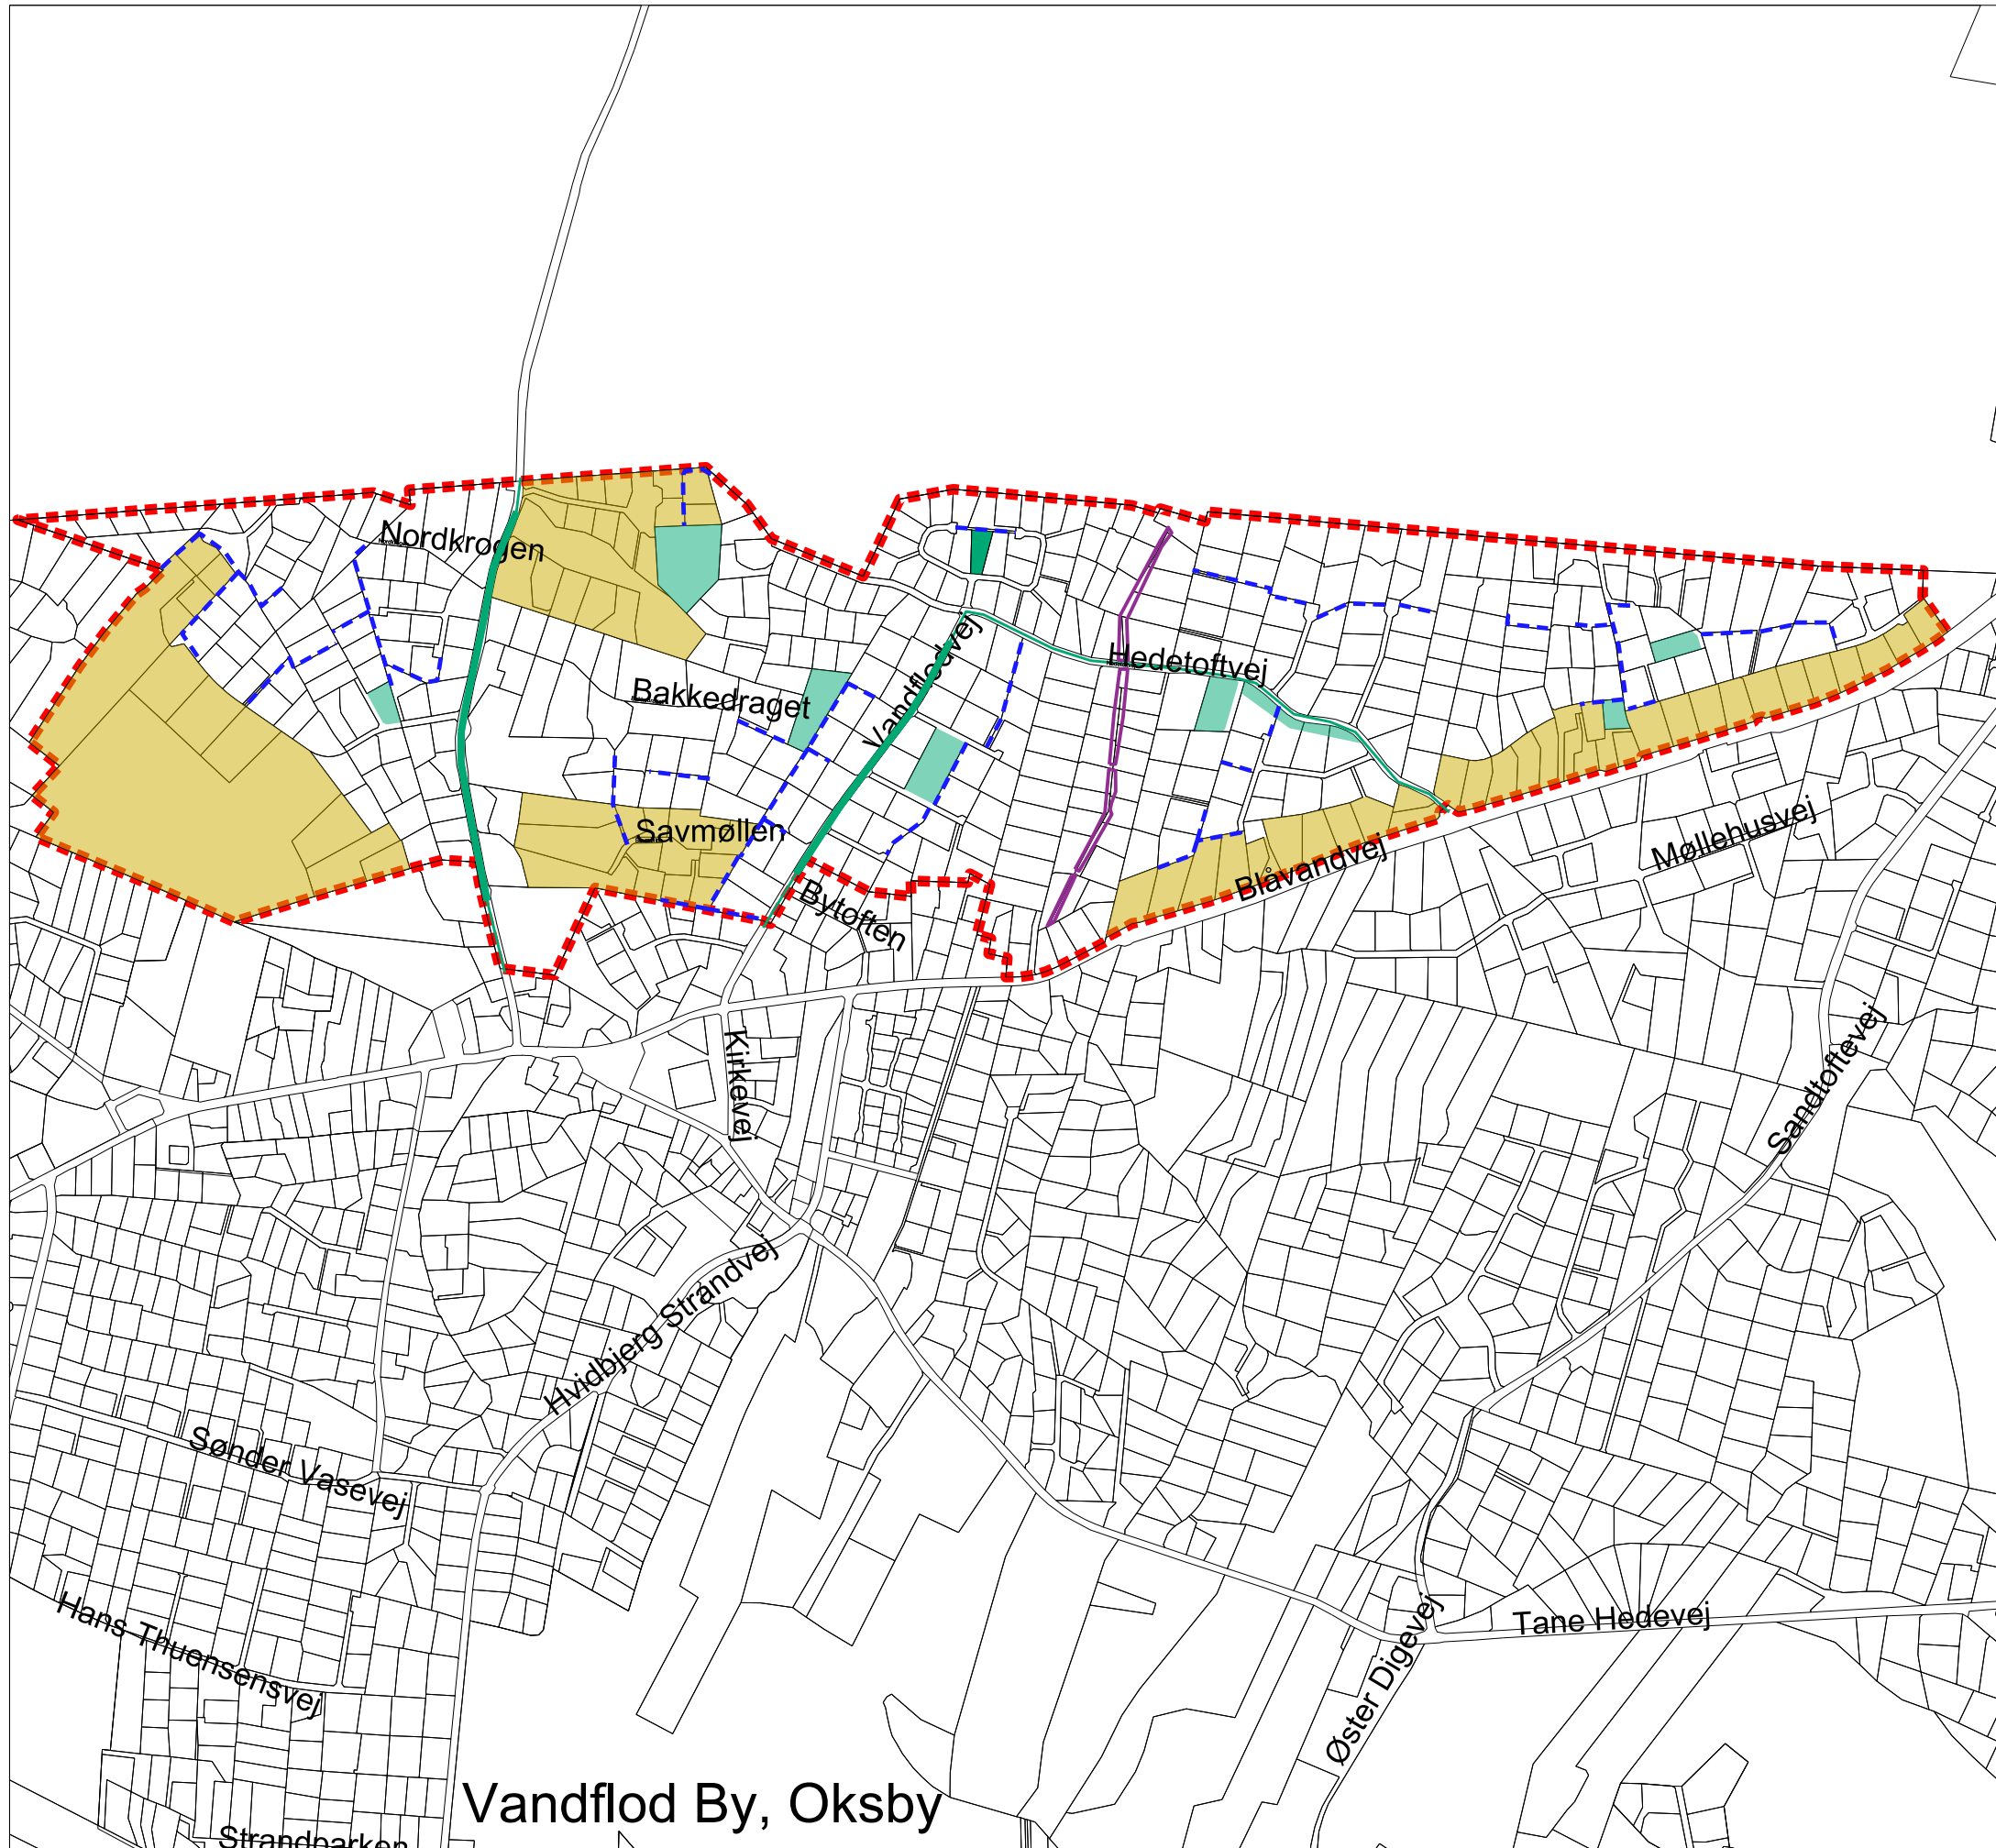 Nordkrogen
Vandflodvej
Hedetoftvej
Bakkedraget
Savmøllen
Møllehusvej
Blåvandvej
Bytoften
Kirkevej
Sandtoftevej
Hvidbjerg Strandvej
Sønder Vasevej
Hans Thuensensvej
Tane Hedevej
Øster Digevej
Vandflod By, Oksby
Strandparken